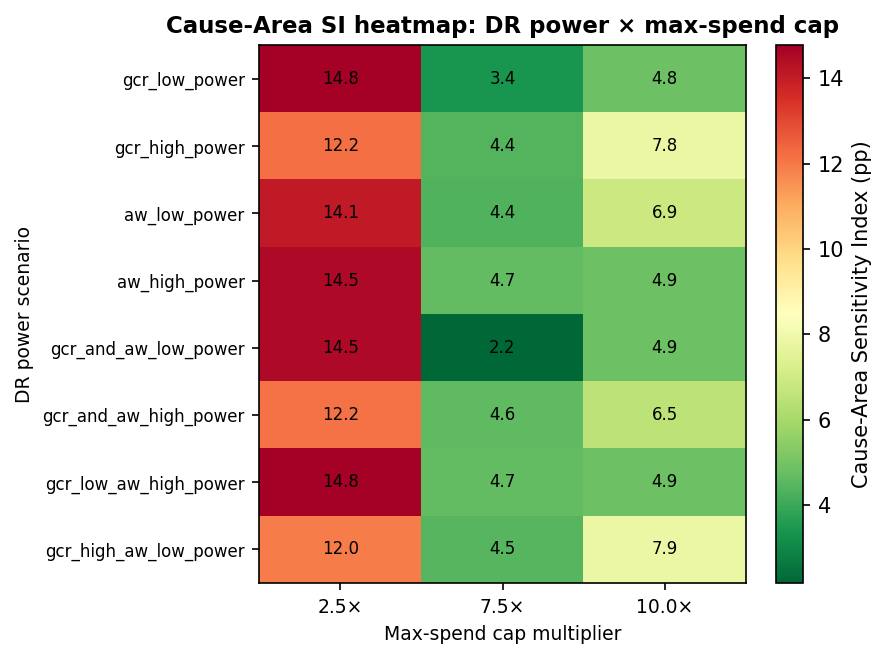 Cause-Area SI heatmap: DR power × max-spend cap
DR power scenario
gcr_low_power 14.8 3.4 4.8
gcr_high_power 12.2 4.4 7.8
aw_low_power 14.1 4.4 6.9
aw_high_power 14.5 4.7 4.9
gcr_and_aw_low_power 14.5 2.2 4.9
gcr_and_aw_high_power 12.2 4.6 6.5
gcr_low_aw_high_power 14.8 4.7 4.9
gcr_high_aw_low_power 12.0 4.5 7.9
2.5× 7.5× 10.0×
Max-spend cap multiplier
14
12
10
8
6
4
Cause-Area Sensitivity Index (pp)